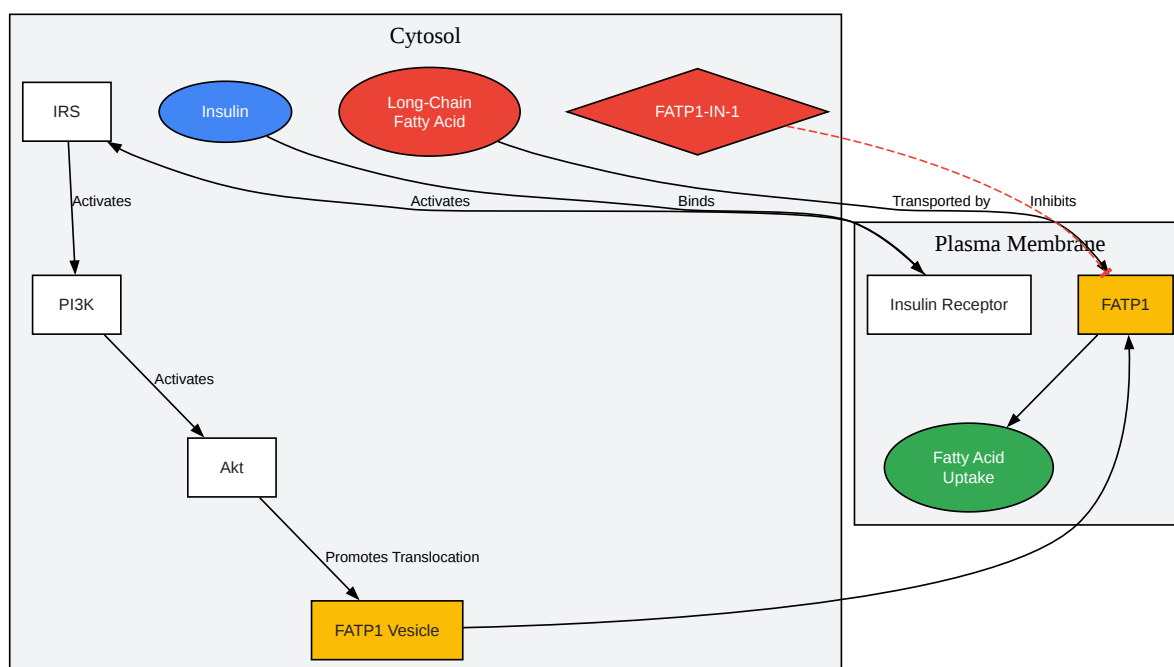 Cytosol
IRS
Insulin
Long-Chain
Fatty Acid
FATP1-IN-1
Activates
Activates
Binds
Transported by
Inhibits
Plasma Membrane
PI3K
Insulin Receptor
FATP1
Activates
Akt
Fatty Acid
Uptake
Promotes Translocation
FATP1 Vesicle